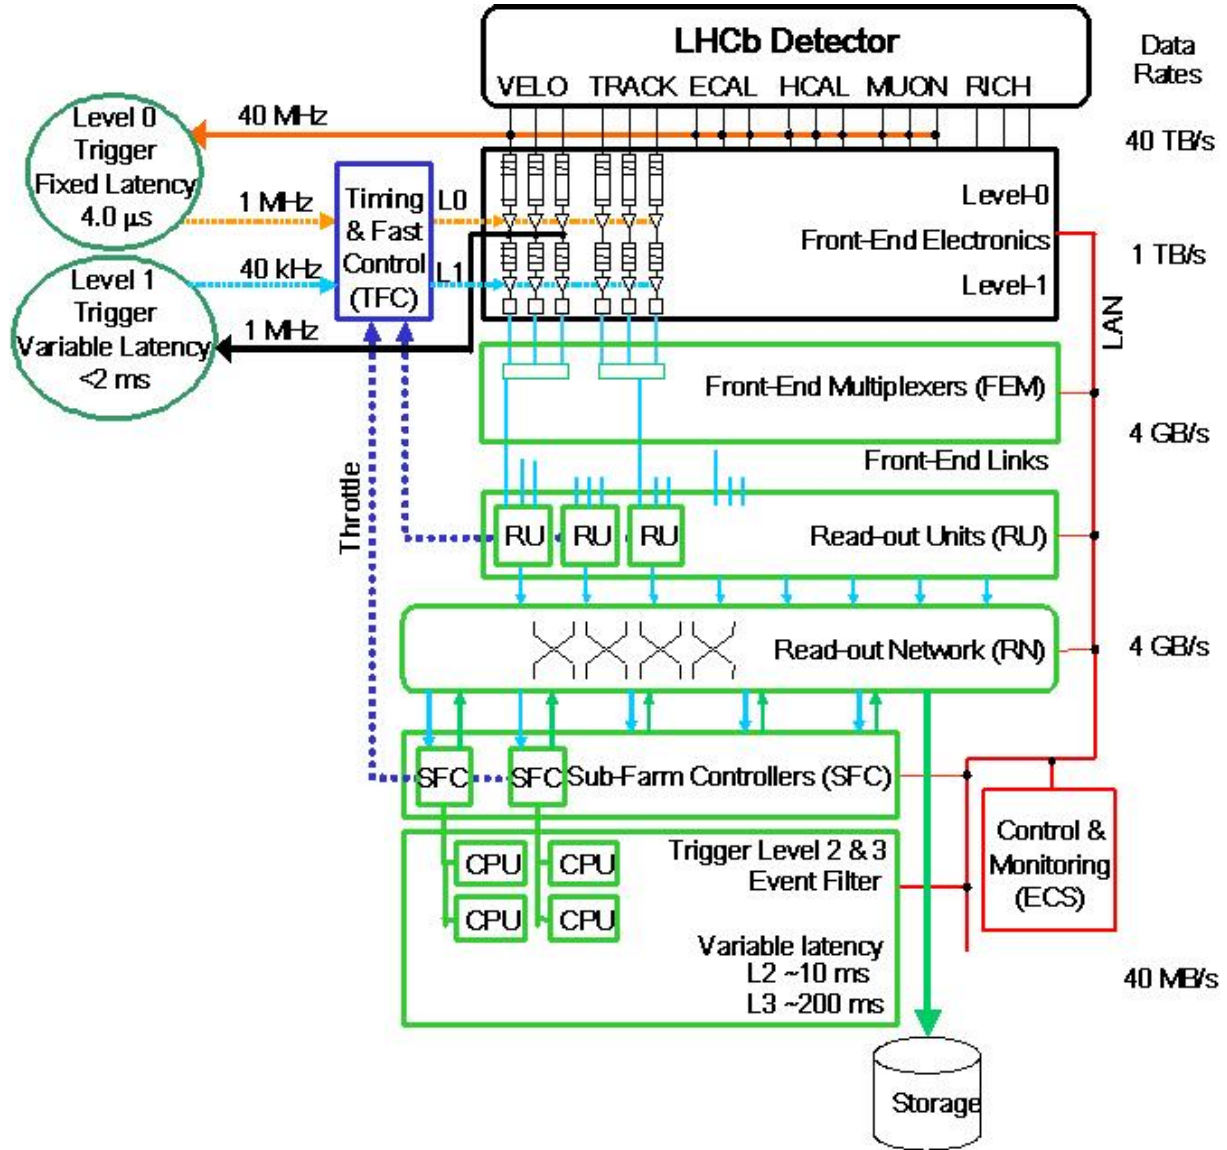 LHCb Detector
VELO TRACK ECAL HCAL MUON RICH
Data
Rates
40 TB/s
1 TB/s
4 GB/s
4 GB/s
40 MB/s
Level 0
Trigger
Fixed Latency
4.0 µs
40 MHz
1 MHz
Level 1
Trigger
Variable Latency
<2 ms
40 kHz
1 MHz
Timing
& Fast
Control
(TFC)
L0
L1
Level-0
Front-End Electronics
Level-1
LAN
Front-End Multiplexers (FEM)
Front-End Links
Throttle
RU
RU
RU
Read-out Units (RU)
Read-out Network (RN)
SFC
SFC
Sub-Farm Controllers (SFC)
Control &
Monitoring
(ECS)
CPU
CPU
CPU
CPU
Trigger Level 2 & 3
Event Filter
Variable latency
L2 ~10 ms
L3 ~200 ms
Storage